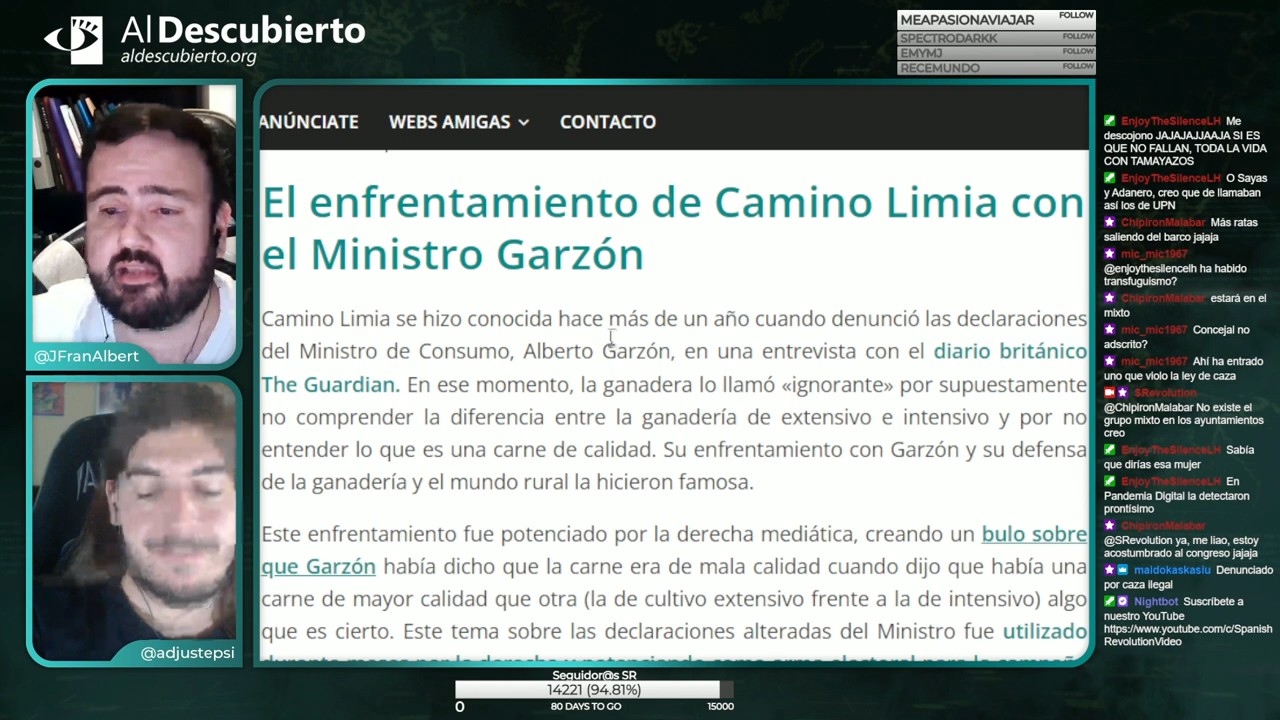 Al Descubierto
aldescubierto.org
MEAPASIONAVIAJAR FOLLOW
SPECTRODARKK FOLLOW
EMYMJ FOLLOW
RECEMUNDO FOLLOW
@JFranAlbert
@adjustepsi
ANÚNCIATE WEBS AMIGAS CONTACTO
El enfrentamiento de Camino Limia con
el Ministro Garzón
Camino Limia se hizo conocida hace más de un año cuando denunció las declaraciones
del Ministro de Consumo, Alberto Garzón, en una entrevista con el diario británico
The Guardian. En ese momento, la ganadera lo llamó «ignorante» por supuestamente
no comprender la diferencia entre la ganadería de extensivo e intensivo y por no
entender lo que es una carne de calidad. Su enfrentamiento con Garzón y su defensa
de la ganadería y el mundo rural la hicieron famosa.
Este enfrentamiento fue potenciado por la derecha mediática, creando un bulo sobre
que Garzón había dicho que la carne era de mala calidad cuando dijo que había una
carne de mayor calidad que otra (la de cultivo extensivo frente a la de intensivo) algo
que es cierto. Este tema sobre las declaraciones alteradas del Ministro fue utilizado
EnjoyTheSilenceLH Me
descojono JAJAJAJJAAJA SI ES
QUE NO FALLAN, TODA LA VIDA
CON TAMAYAZOS
EnjoyTheSilenceLH O Sayas
y Adanero, creo que de llamaban
así los de UPN
ChipironMalabar Más ratas
saliendo del barco jajaja
mic_mic1967
@enjoythesilencelh ha habido
transfuguismo?
ChipironMalabar estará en el
mixto
mic_mic1967 Concejal no
adscrito?
mic_mic1967 Ahí ha entrado
uno que violo la ley de caza
SRevolution
@ChipironMalabar No existe el
grupo mixto en los ayuntamientos
creo
EnjoyTheSilenceLH Sabía
que dirías esa mujer
EnjoyTheSilenceLH En
Pandemia Digital la detectaron
prontísimo
ChipironMalabar
@SRevolution ya, me liao, estoy
acostumbrado al congreso jajaja
maidokaskasiu Denunciado
por caza ilegal
Nightbot Suscríbete a
nuestro YouTube
https://www.youtube.com/c/Spanish
RevolutionVideo
Seguidor@s SR
14221 (94.81%)
0 80 DAYS TO GO 15000